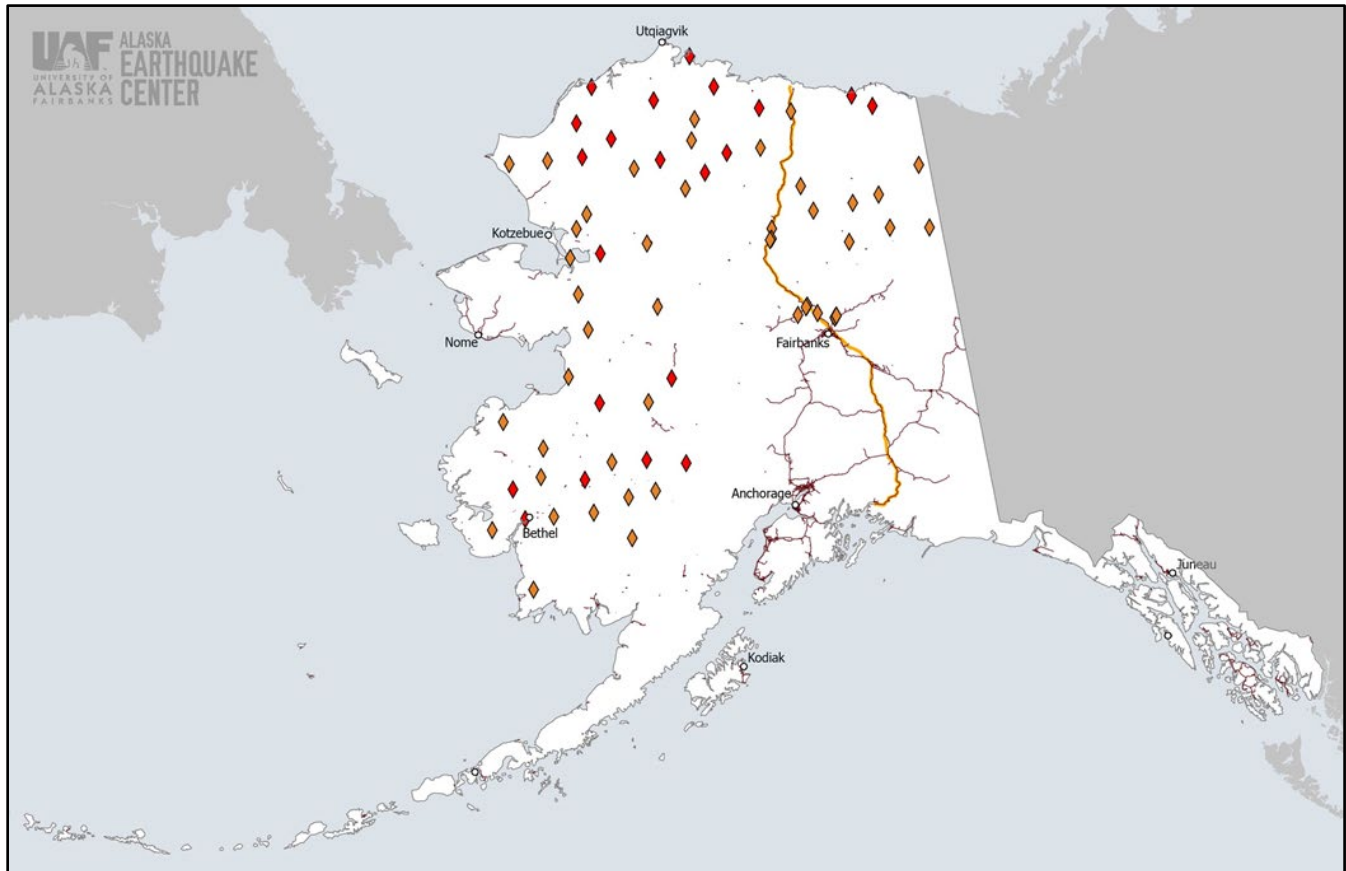 UAF
UNIVERSITY OF
ALASKA
FAIRBANKS
ALASKA
EARTHQUAKE
CENTER
Utqiagvik
Kotzebue
Nome
Fairbanks
Anchorage
Bethel
Juneau
Kodiak